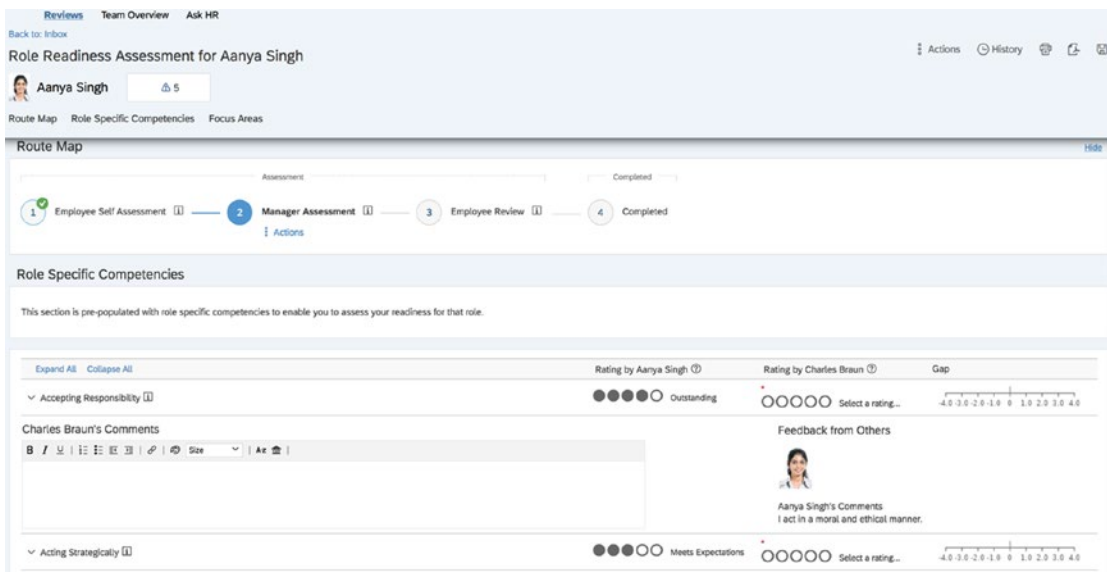 Reviews Team Overview Ask HR
Back to: Inbox
Role Readiness Assessment for Aanya Singh
Actions History
Aanya Singh 5
Route Map Role Specific Competencies Focus Areas
Route Map Hide
Assessment Completed
1 Employee Self Assessment 2 Manager Assessment 3 Employee Review 4 Completed
Actions
Role Specific Competencies
This section is pre-populated with role specific competencies to enable you to assess your readiness for that role.
Expand All Collapse All Rating by Aanya Singh Rating by Charles Braun Gap
Accepting Responsibility Outstanding * Select a rating... -4.0 -3.0 -2.0 -1.0 0 1.0 2.0 3.0 4.0
Charles Braun's Comments Feedback from Others
B I U Size
Aanya Singh's Comments
I act in a moral and ethical manner.
Acting Strategically Meets Expectations * Select a rating... -4.0 -3.0 -2.0 -1.0 0 1.0 2.0 3.0 4.0